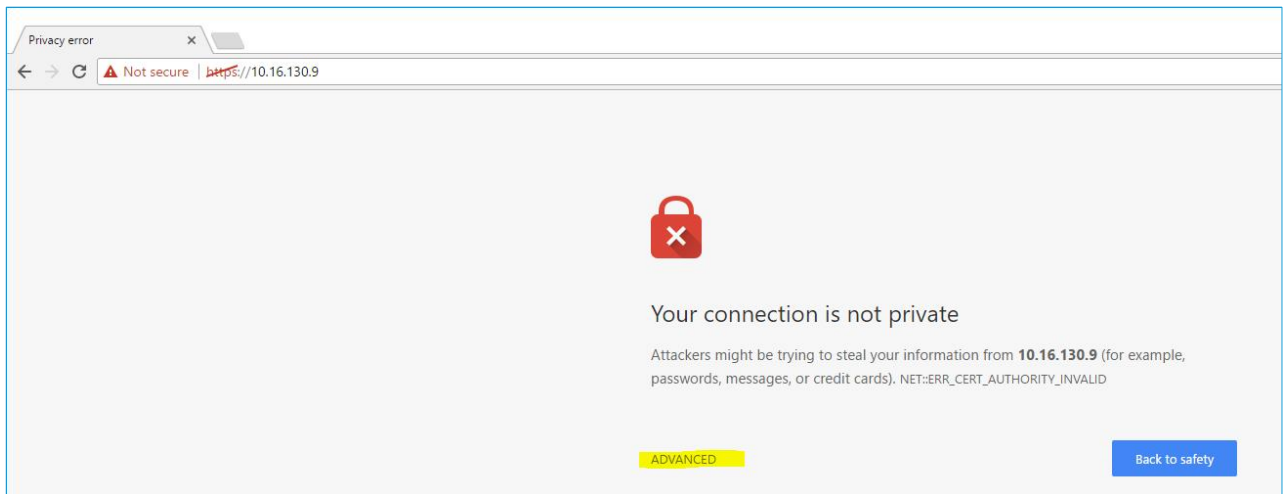 Privacy error
Not secure | https://10.16.130.9
Your connection is not private
Attackers might be trying to steal your information from 10.16.130.9 (for example,
passwords, messages, or credit cards). NET::ERR_CERT_AUTHORITY_INVALID
ADVANCED
Back to safety